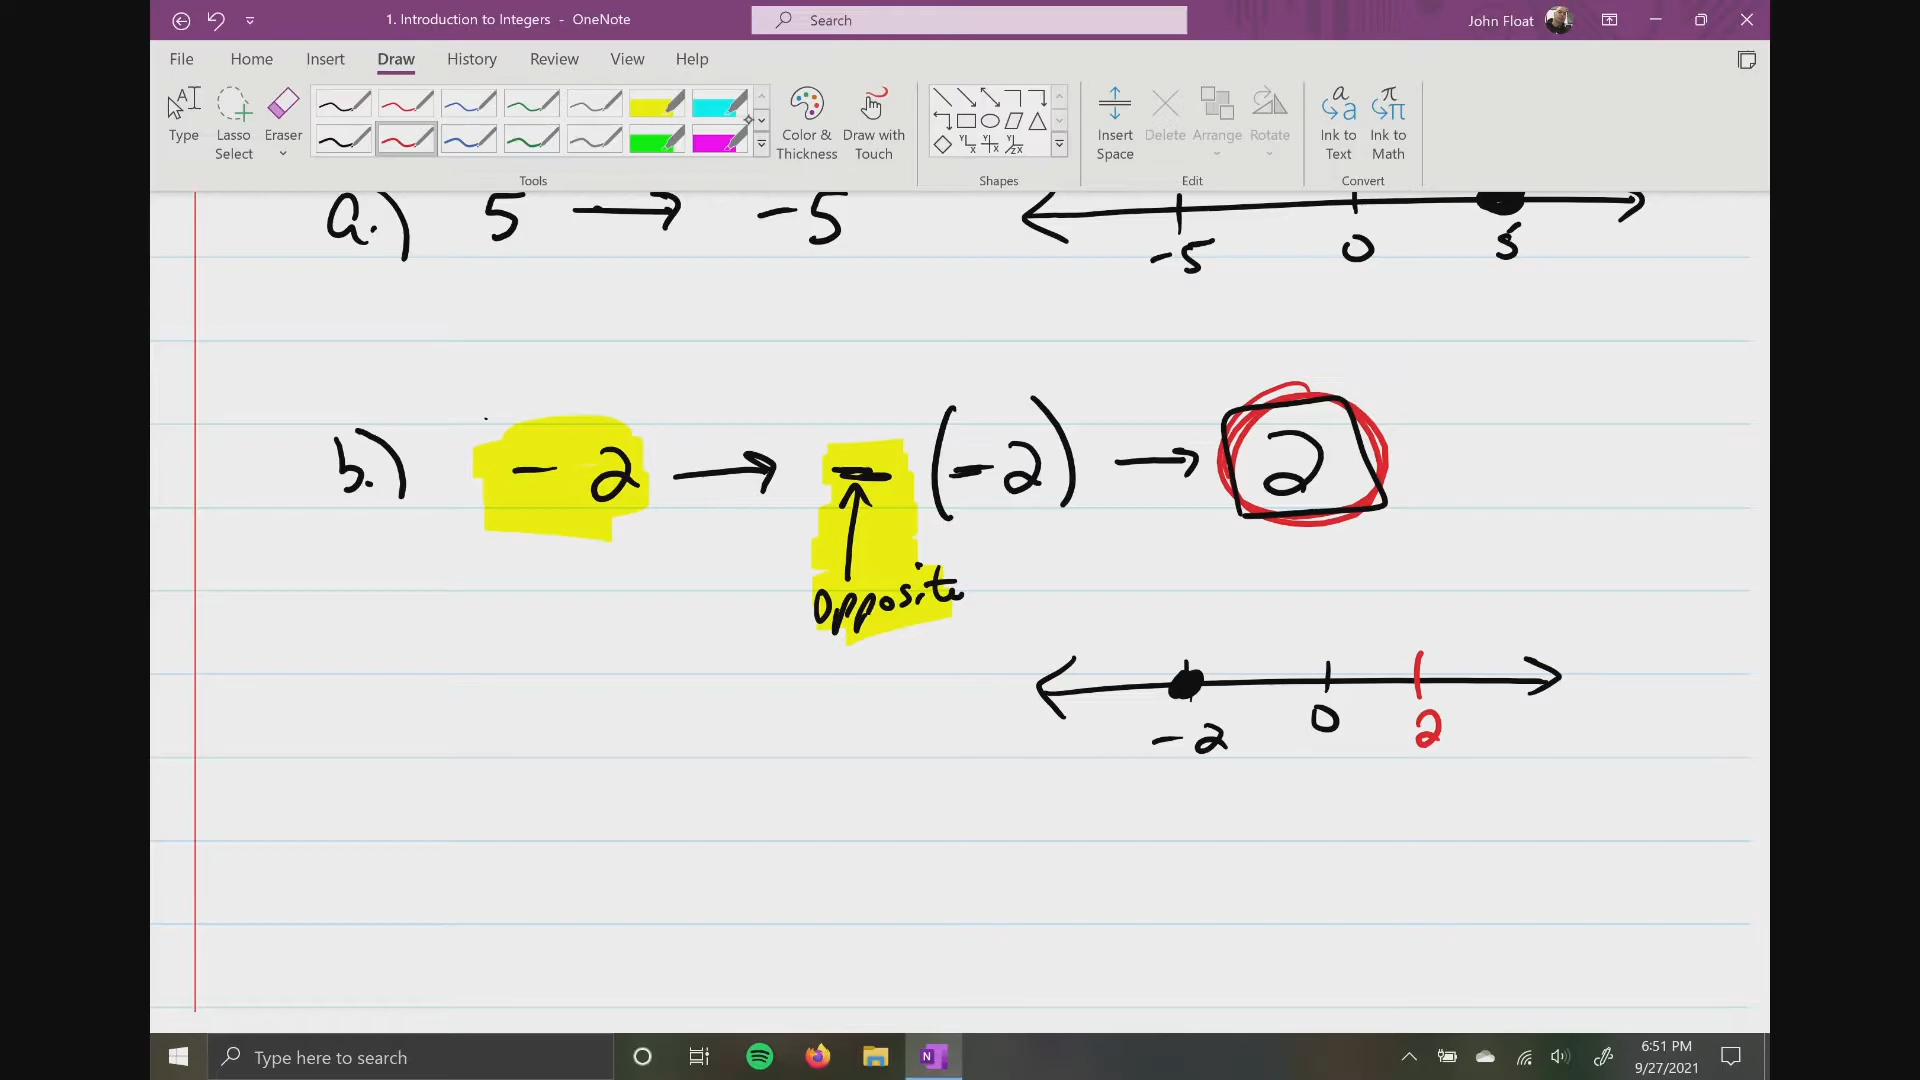 1. Introduction to Integers - OneNote
Search
John Float
File Home Insert Draw History Review View Help
Type
Lasso Select
Eraser
Color & Thickness
Draw with Touch
Insert Space
Delete
Arrange
Rotate
Ink to Text
Ink to Math
Tools
Shapes
Edit
Convert
a.) 5 → -5
-5 0 5
b.) -2 → -(-2) → 2
opposite
-2 0 2
Type here to search
6:51 PM
9/27/2021